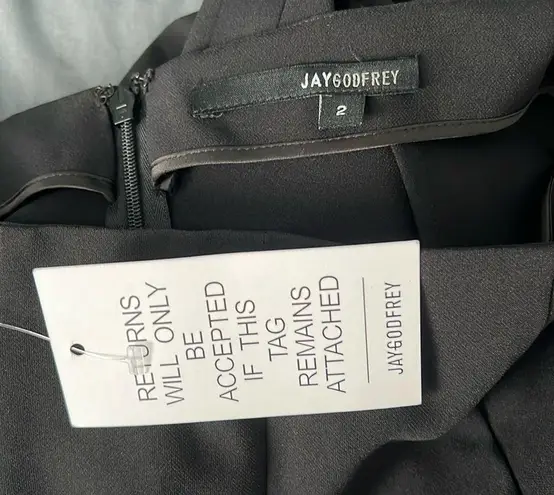 JAYGODFREY
2
RETURNS
WILL ONLY
BE
ACCEPTED
IF THIS
TAG
REMAINS
ATTACHED
JAYGODFREY